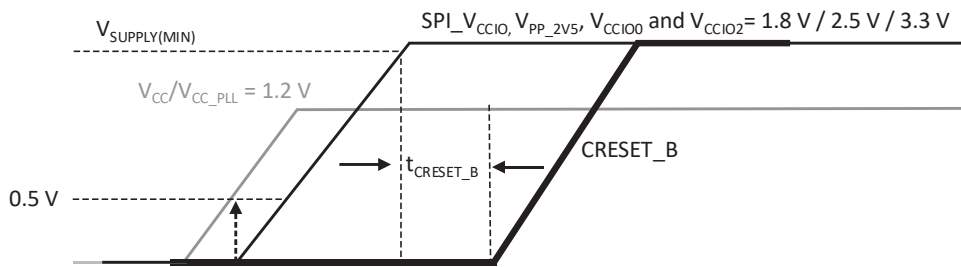 V_SUPPLY(MIN)
SPI_V_CCIO, V_PP_2V5, V_CCIO0 and V_CCIO2= 1.8 V / 2.5 V / 3.3 V
V_CC/V_CC_PLL = 1.2 V
CRESET_B
t_CRESET_B
0.5 V